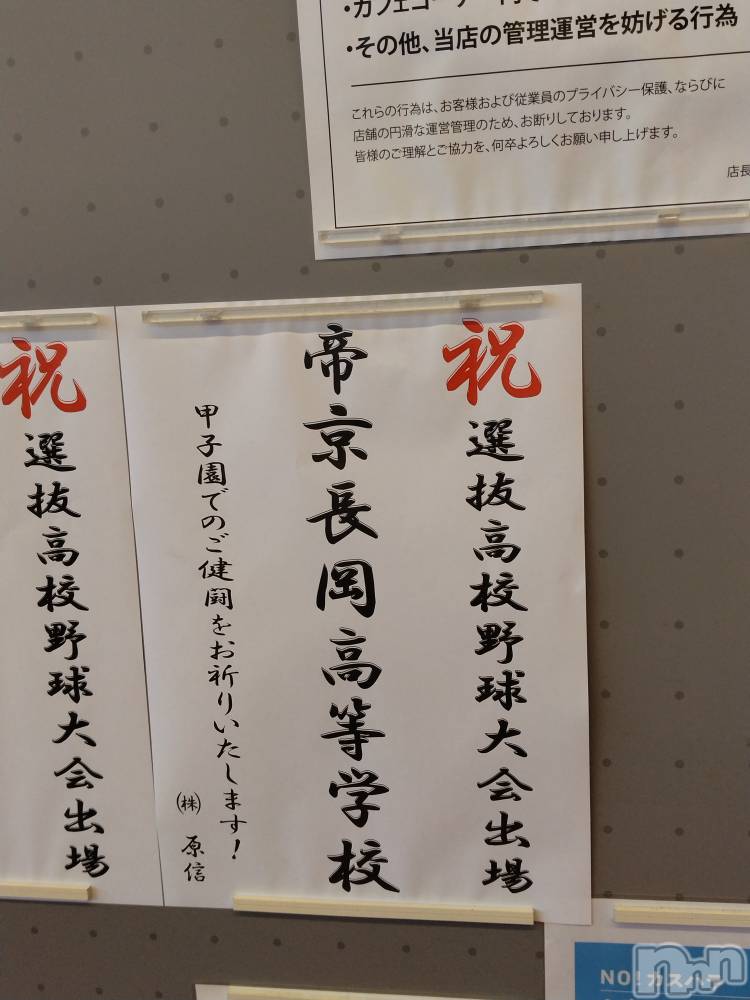 ・その他、当店の管理運営を妨げる行為
これらの行為は、お客様および従業員のプライバシー保護、ならびに
店舗の円滑な運営管理のため、お断りしております。
皆様のご理解とご協力を、何卒よろしくお願い申し上げます。
店長
祝 選抜高校野球大会出場
帝京長岡高等学校
甲子園でのご健闘をお祈りいたします!
㈱ 原信
祝 選抜高校野球大会出場
NO!カスハラ
nnn